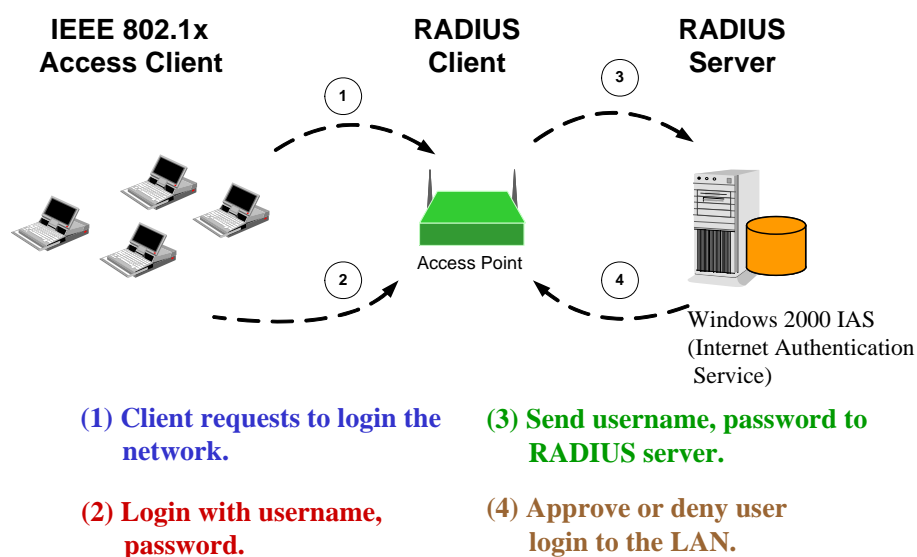 IEEE 802.1x
Access Client
RADIUS
Client
RADIUS
Server
1
3
Access Point
2
4
Windows 2000 IAS
(Internet Authentication
Service)
(1) Client requests to login the
network.
(2) Login with username,
password.
(3) Send username, password to
RADIUS server.
(4) Approve or deny user
login to the LAN.